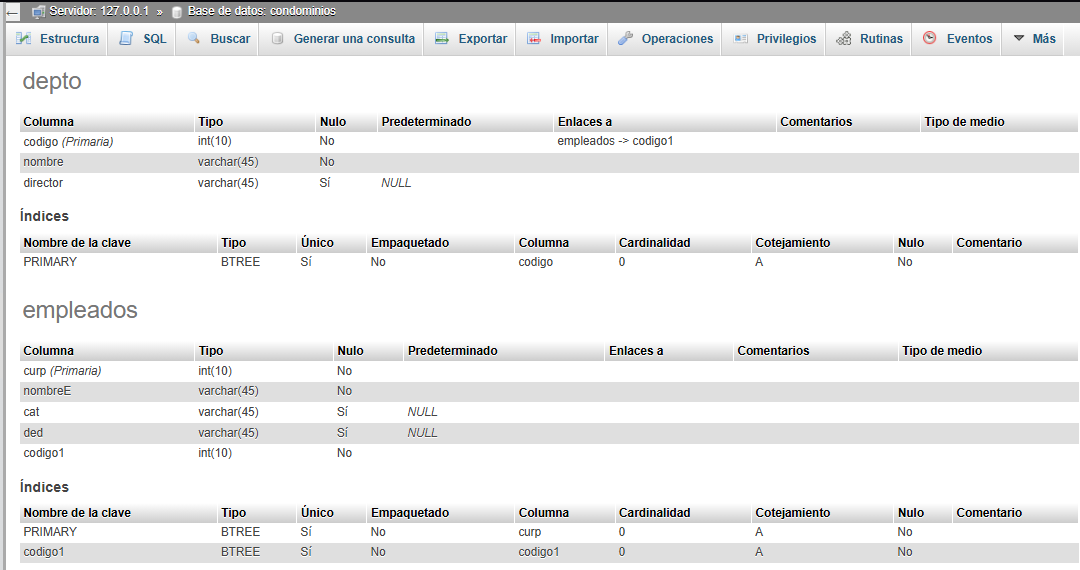 Servidor: 127.0.0.1 » Base de datos: condominios
Estructura SQL Buscar Generar una consulta Exportar Importar Operaciones Privilegios Rutinas Eventos Más
depto
Columna Tipo Nulo Predeterminado Enlaces a Comentarios Tipo de medio
codigo (Primaria) int(10) No empleados -> codigo1
nombre varchar(45) No
director varchar(45) Sí NULL
Índices
Nombre de la clave Tipo Único Empaquetado Columna Cardinalidad Cotejamiento Nulo Comentario
PRIMARY BTREE Sí No codigo 0 A No
empleados
Columna Tipo Nulo Predeterminado Enlaces a Comentarios Tipo de medio
curp (Primaria) int(10) No
nombreE varchar(45) No
cat varchar(45) Sí NULL
ded varchar(45) Sí NULL
codigo1 int(10) No
Índices
Nombre de la clave Tipo Único Empaquetado Columna Cardinalidad Cotejamiento Nulo Comentario
PRIMARY BTREE Sí No curp 0 A No
codigo1 BTREE Sí No codigo1 0 A No